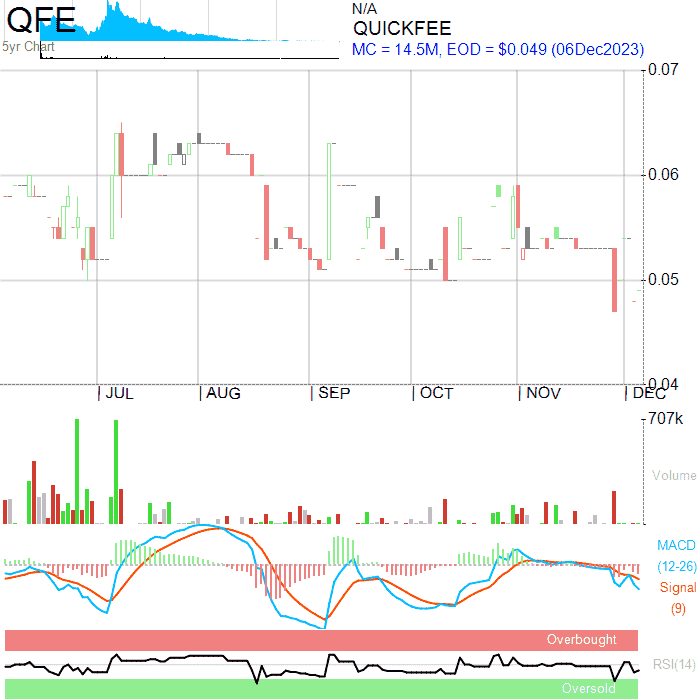 QFE
5yr Chart
N/A
QUICKFEE
MC = 14.5M, EOD = $0.049 (06Dec2023)
0.07
0.06
0.05
0.04
JUL AUG SEP OCT NOV DEC
707k
Volume
MACD
(12-26)
Signal
(9)
Overbought
RSI(14)
Oversold